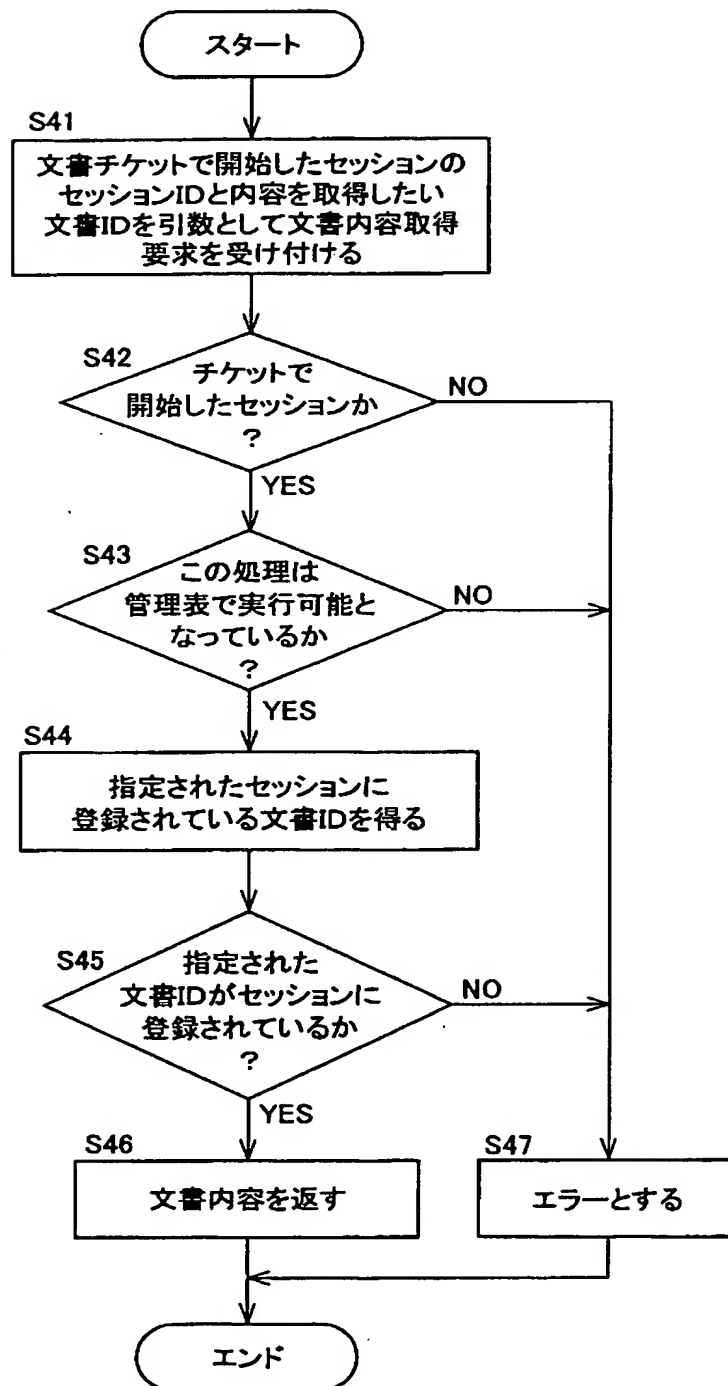 スタート
S41
文書チケットで開始したセッションの
セッションIDと内容を取得したい
文書IDを引数として文書内容取得
要求を受け付ける
S42
チケットで
開始したセッションか
?
NO
YES
S43
この処理は
管理表で実行可能と
なっているか
?
NO
YES
S44
指定されたセッションに
登録されている文書IDを得る
S45
指定された
文書IDがセッションに
登録されているか
?
NO
YES
S46
文書内容を返す
S47
エラーとする
エンド